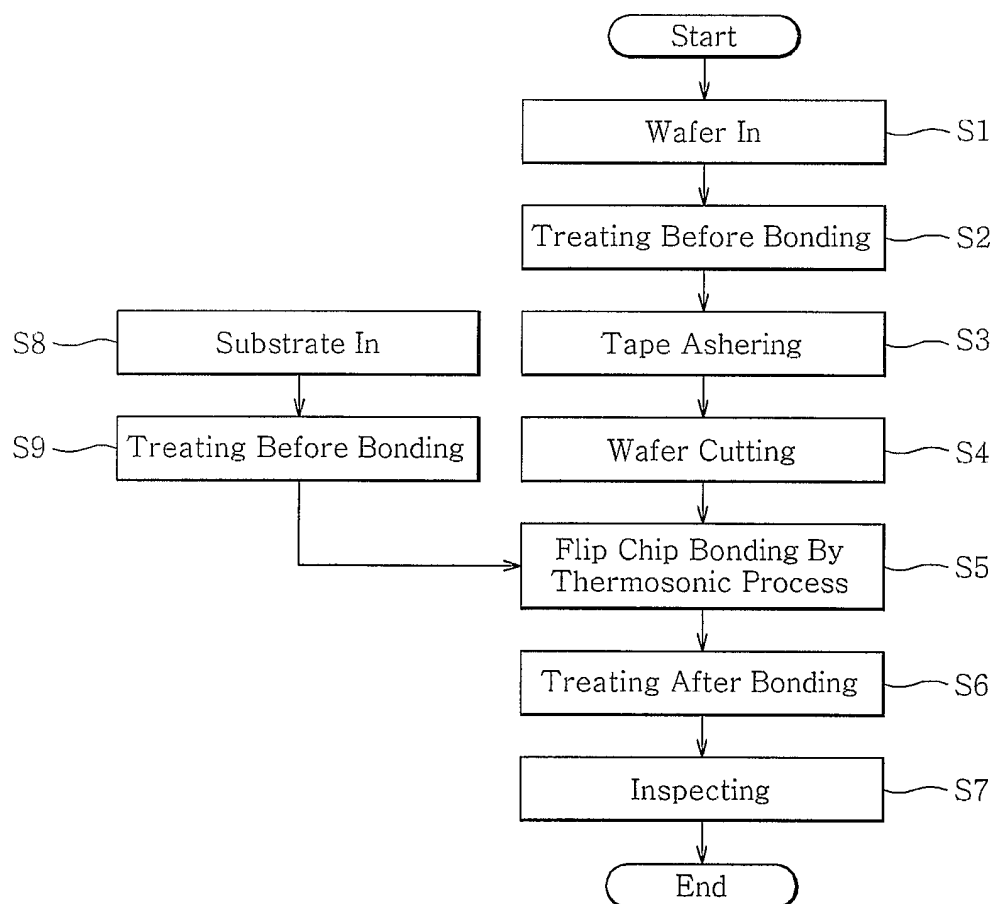 Start
Wafer In
S1
Treating Before Bonding
S2
S8
Substrate In
Tape Ashering
S3
S9
Treating Before Bonding
Wafer Cutting
S4
Flip Chip Bonding By
Thermosonic Process
S5
Treating After Bonding
S6
Inspecting
S7
End